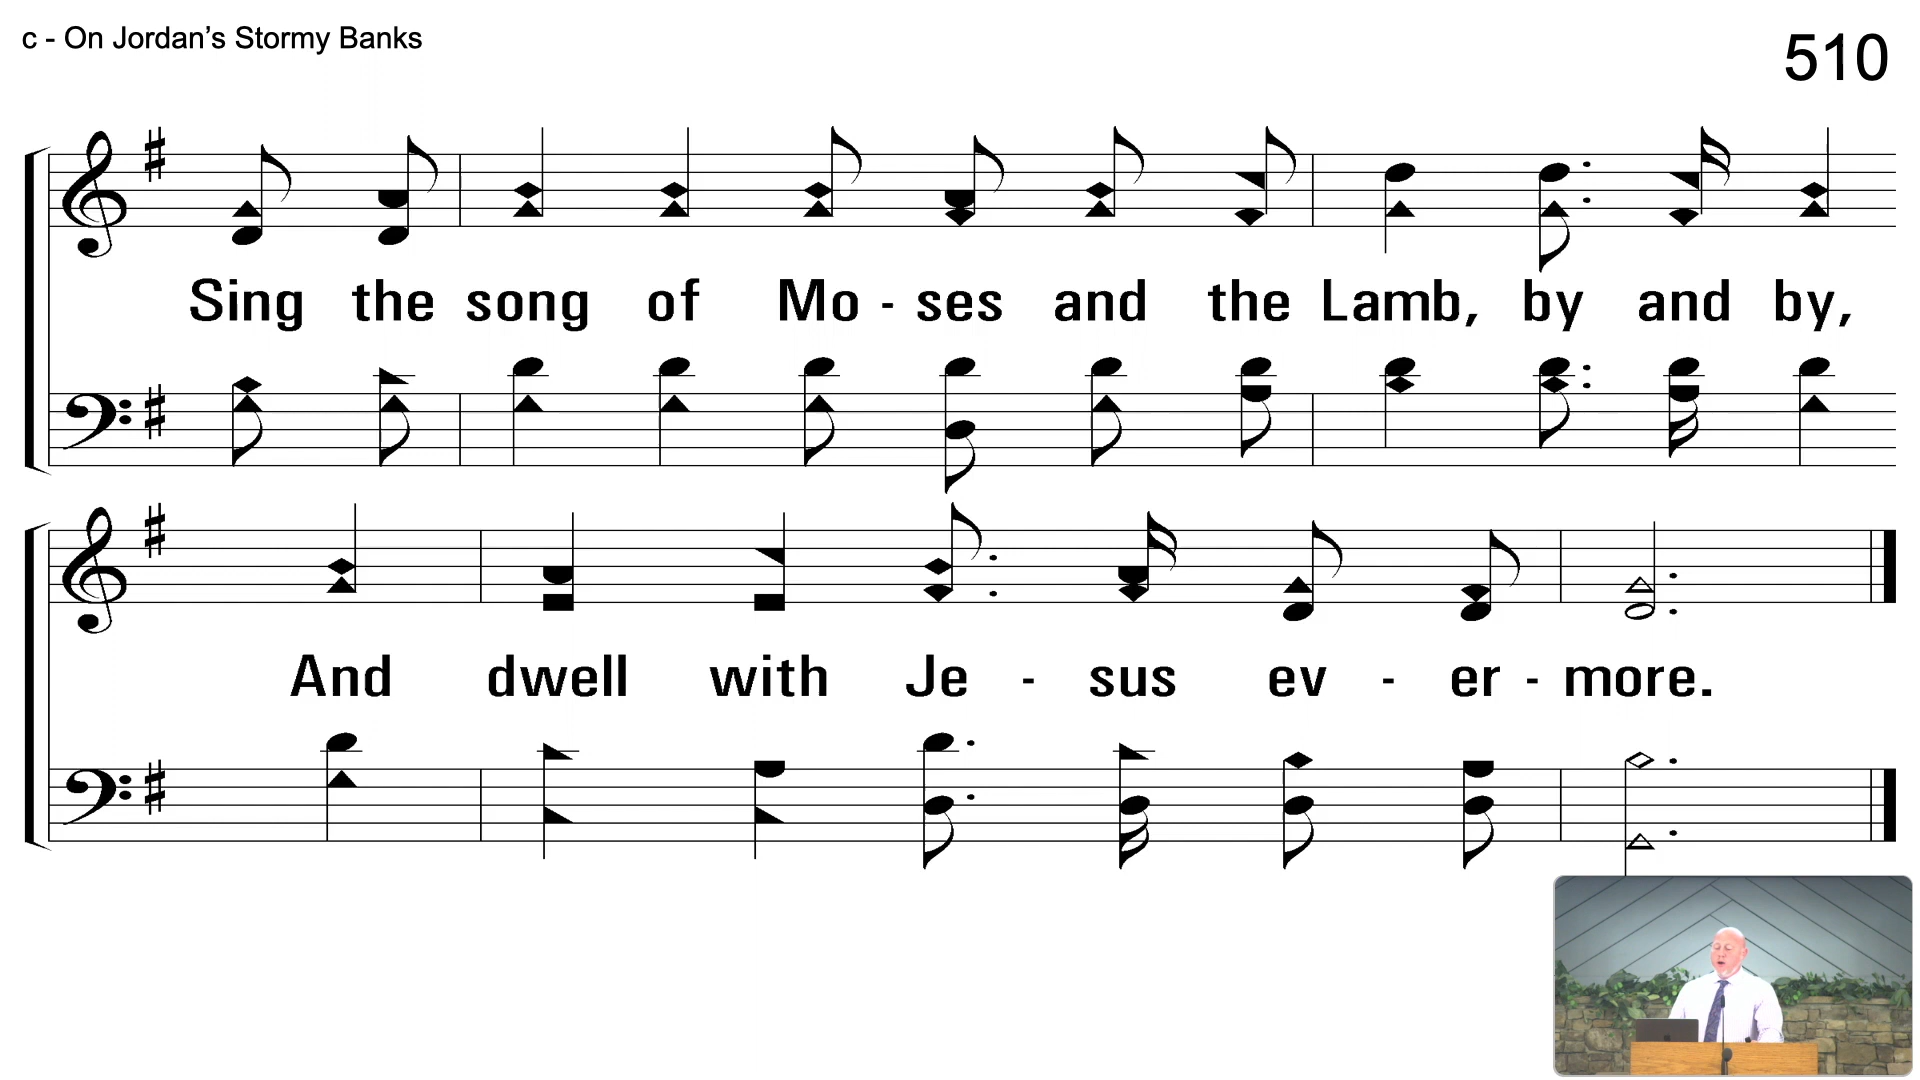 c - On Jordan’s Stormy Banks
510
Sing the song of Mo - ses and the Lamb, by and by,
And dwell with Je - sus ev - er - more.